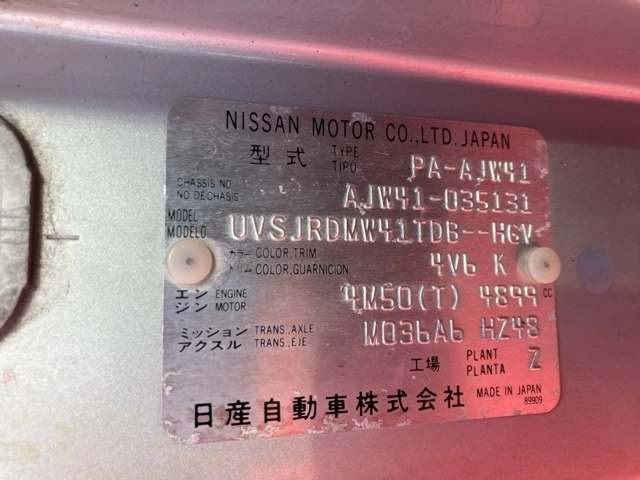 NISSAN MOTOR CO.,LTD. JAPAN
型式 TYPE TIPO PA-AJW41
CHASSIS NO. NO DE CHASIS AJW41-035131
MODEL MODELO UVSJRDMW41TDB--HGV
カラー トリム COLOR,TRIM COLOR,GUARNICION 4V6 K
エンジン ENGINE MOTOR 4M50(T) 4899 cc
ミッション アクスル TRANS.,AXLE TRANS.,EJE M036A6 HZ48
工場 PLANT PLANTA Z
日産自動車株式会社 MADE IN JAPAN
89909